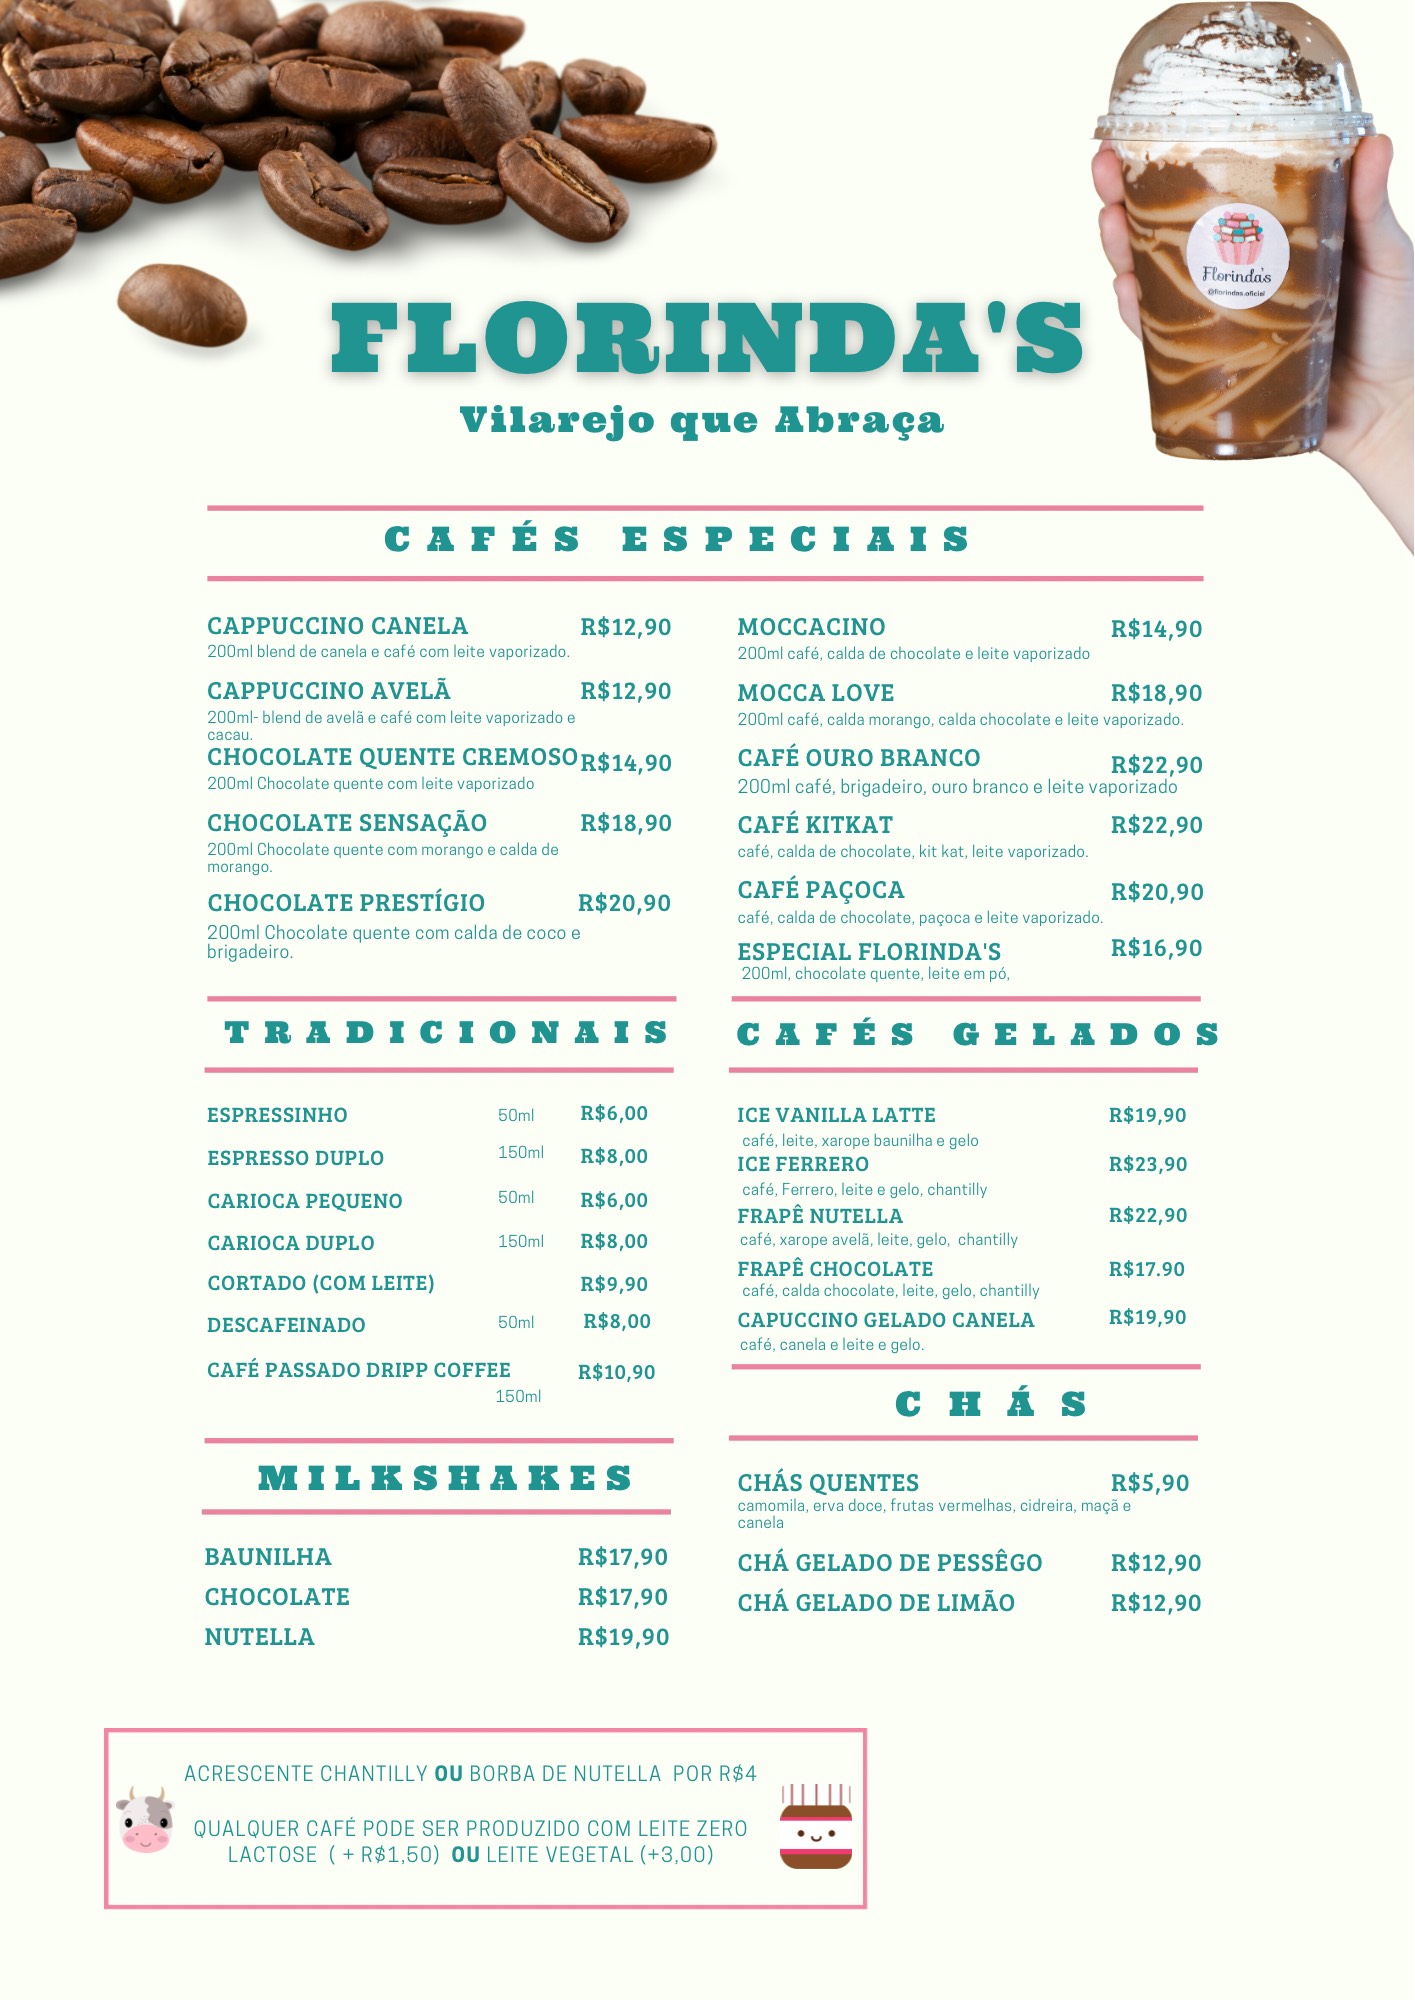 Florinda's
@florindas.oficial
FLORINDA'S
Vilarejo que Abraça
CAFÉS ESPECIAIS
CAPPUCCINO CANELA R$12,90
200ml blend de canela e café com leite vaporizado.
CAPPUCCINO AVELÃ R$12,90
200ml- blend de avelã e café com leite vaporizado e
cacau.
CHOCOLATE QUENTE CREMOSO R$14,90
200ml Chocolate quente com leite vaporizado
CHOCOLATE SENSAÇÃO R$18,90
200ml Chocolate quente com morango e calda de
morango.
CHOCOLATE PRESTÍGIO R$20,90
200ml Chocolate quente com calda de coco e
brigadeiro.
MOCCACINO R$14,90
200ml café, calda de chocolate e leite vaporizado
MOCCA LOVE R$18,90
200ml café, calda morango, calda chocolate e leite vaporizado.
CAFÉ OURO BRANCO R$22,90
200ml café, brigadeiro, ouro branco e leite vaporizado
CAFÉ KITKAT R$22,90
café, calda de chocolate, kit kat, leite vaporizado.
CAFÉ PAÇOCA R$20,90
café, calda de chocolate, paçoca e leite vaporizado.
ESPECIAL FLORINDA'S R$16,90
200ml, chocolate quente, leite em pó,
TRADICIONAIS
ESPRESSINHO 50ml R$6,00
ESPRESSO DUPLO 150ml R$8,00
CARIOCA PEQUENO 50ml R$6,00
CARIOCA DUPLO 150ml R$8,00
CORTADO (COM LEITE) R$9,90
DESCAFEINADO 50ml R$8,00
CAFÉ PASSADO DRIPP COFFEE R$10,90
150ml
CAFÉS GELADOS
ICE VANILLA LATTE R$19,90
café, leite, xarope baunilha e gelo
ICE FERRERO R$23,90
café, Ferrero, leite e gelo, chantilly
FRAPÊ NUTELLA R$22,90
café, xarope avelã, leite, gelo, chantilly
FRAPÊ CHOCOLATE R$17.90
café, calda chocolate, leite, gelo, chantilly
CAPUCCINO GELADO CANELA R$19,90
café, canela e leite e gelo.
MILKSHAKES
BAUNILHA R$17,90
CHOCOLATE R$17,90
NUTELLA R$19,90
CHÁS
CHÁS QUENTES R$5,90
camomila, erva doce, frutas vermelhas, cidreira, maçã e
canela
CHÁ GELADO DE PESSÊGO R$12,90
CHÁ GELADO DE LIMÃO R$12,90
ACRESCENTE CHANTILLY OU BORBA DE NUTELLA POR R$4
QUALQUER CAFÉ PODE SER PRODUZIDO COM LEITE ZERO
LACTOSE ( + R$1,50) OU LEITE VEGETAL (+3,00)